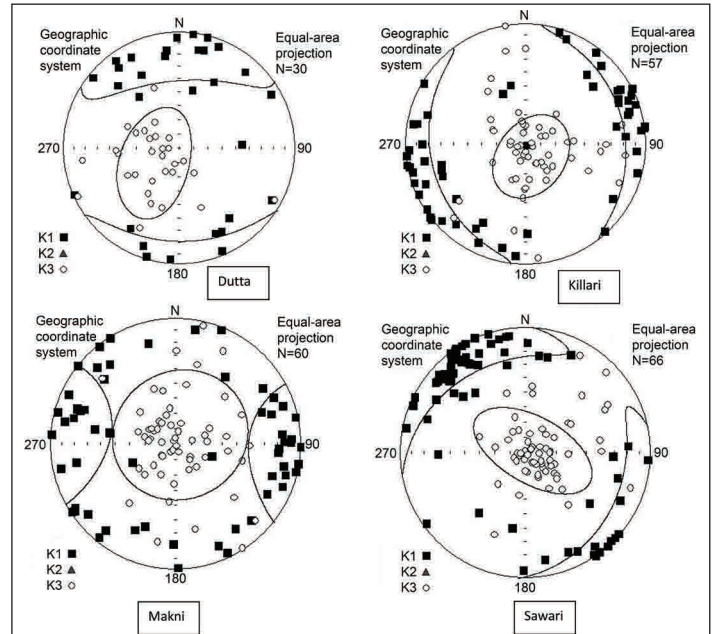 N
Geographic
coordinate
system
Equal-area
projection
N=30
270
90
K1
K2
K3
180
Dutta
N
Geographic
coordinate
system
Equal-area
projection
N=57
270
90
K1
K2
K3
180
Killari
N
Geographic
coordinate
system
Equal-area
projection
N=60
270
90
K1
K2
K3
180
Makni
N
Geographic
coordinate system
Equal-area
projection
N=66
270
90
K1
K2
K3
180
Sawari